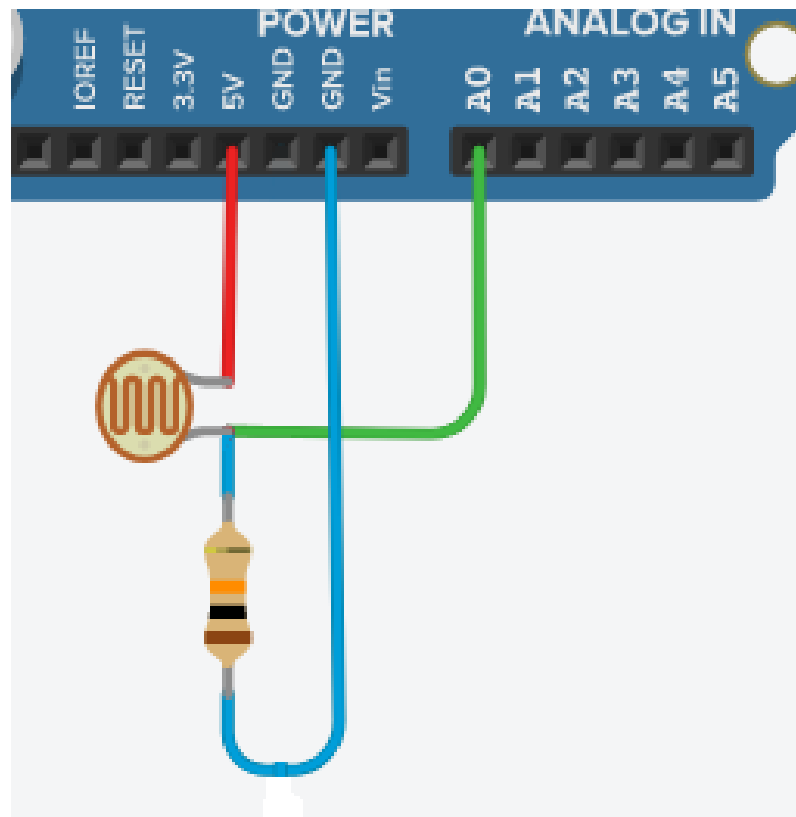 POWER
ANALOG IN
IOREF
RESET
3.3V
5V
GND
GND
Vin
A0
A1
A2
A3
A4
A5